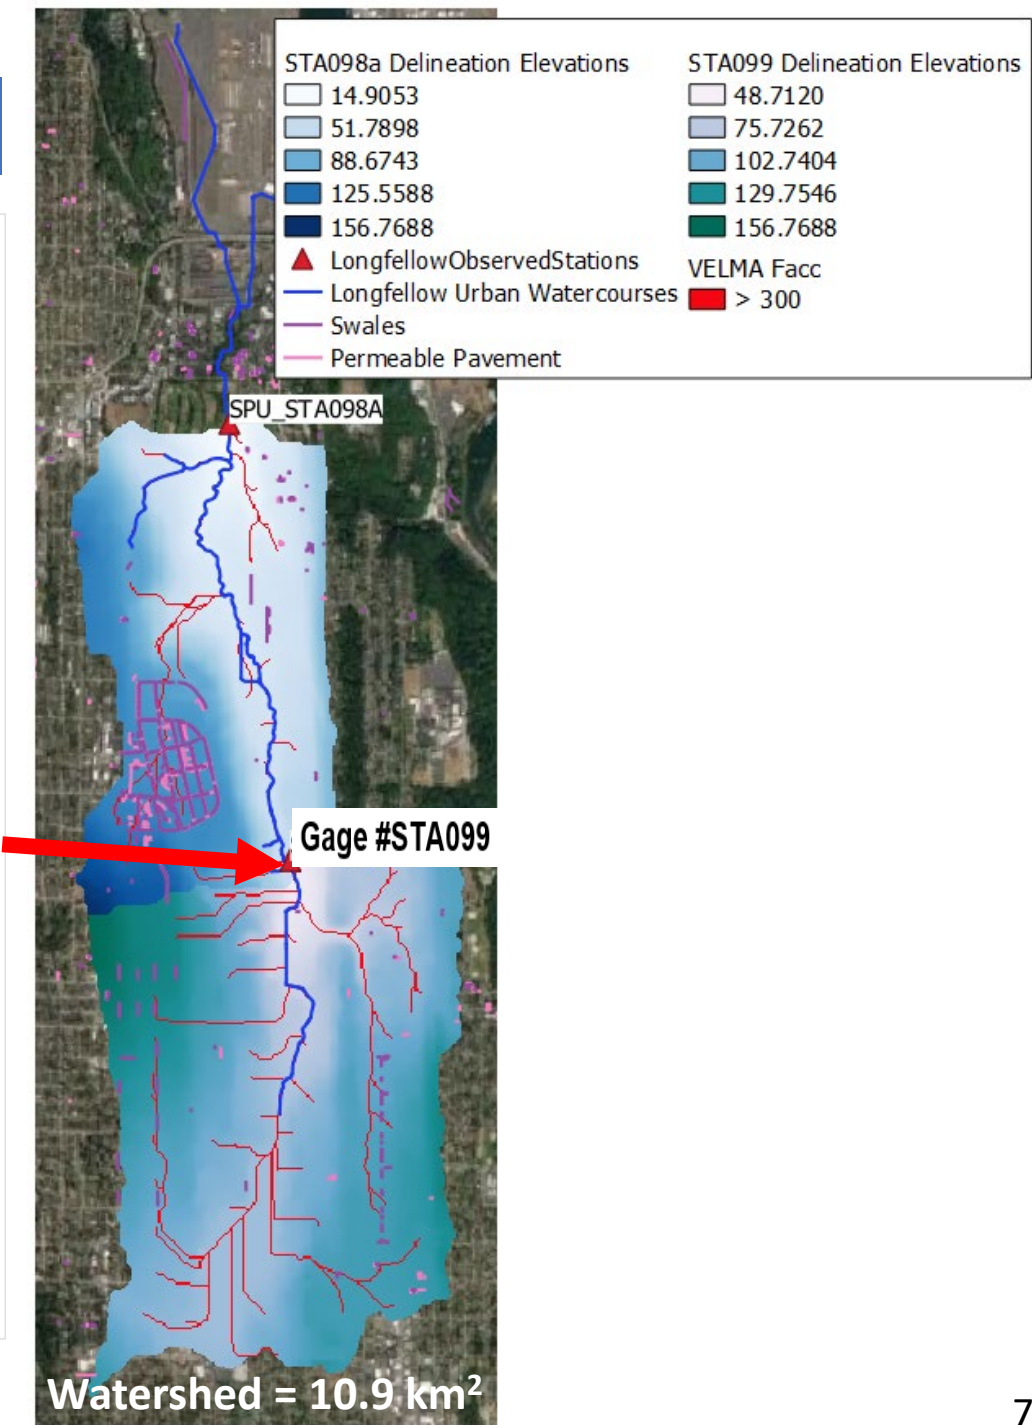 STA098a Delineation Elevations
14.9053
51.7898
88.6743
125.5588
156.7688
LongfellowObservedStations
Longfellow Urban Watercourses
Swales
Permeable Pavement
STA099 Delineation Elevations
48.7120
75.7262
102.7404
129.7546
156.7688
VELMA Facc
> 300
SPU_STA098A
Gage #STA099
Watershed = 10.9 km²
7